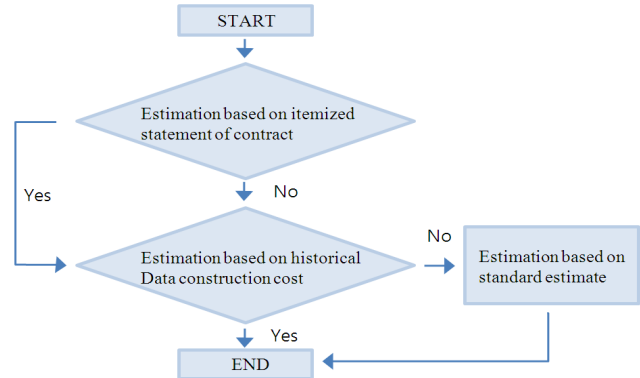 START
Estimation based on itemized
statement of contract
Yes
No
Estimation based on historical
Data construction cost
No
Estimation based on
standard estimate
Yes
END